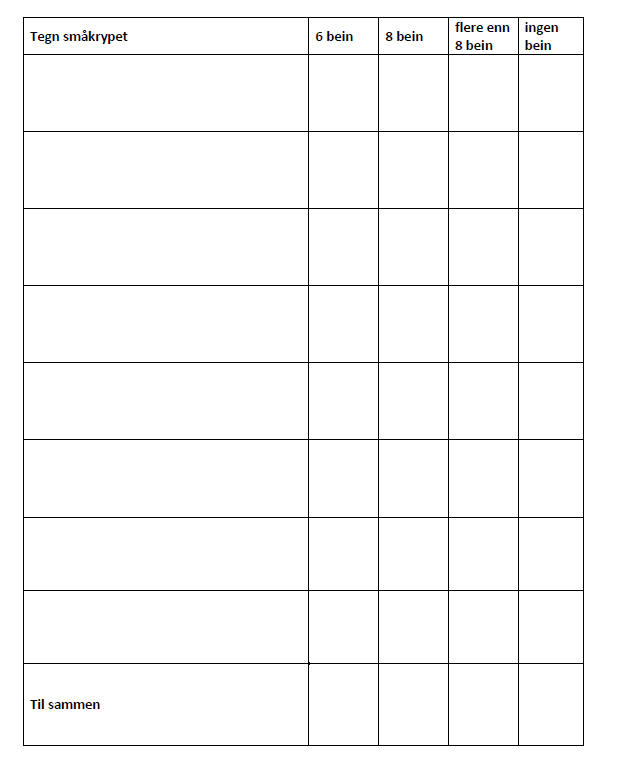 Tegn småkrypet
6 bein
8 bein
flere enn
8 bein
ingen
bein
Til sammen